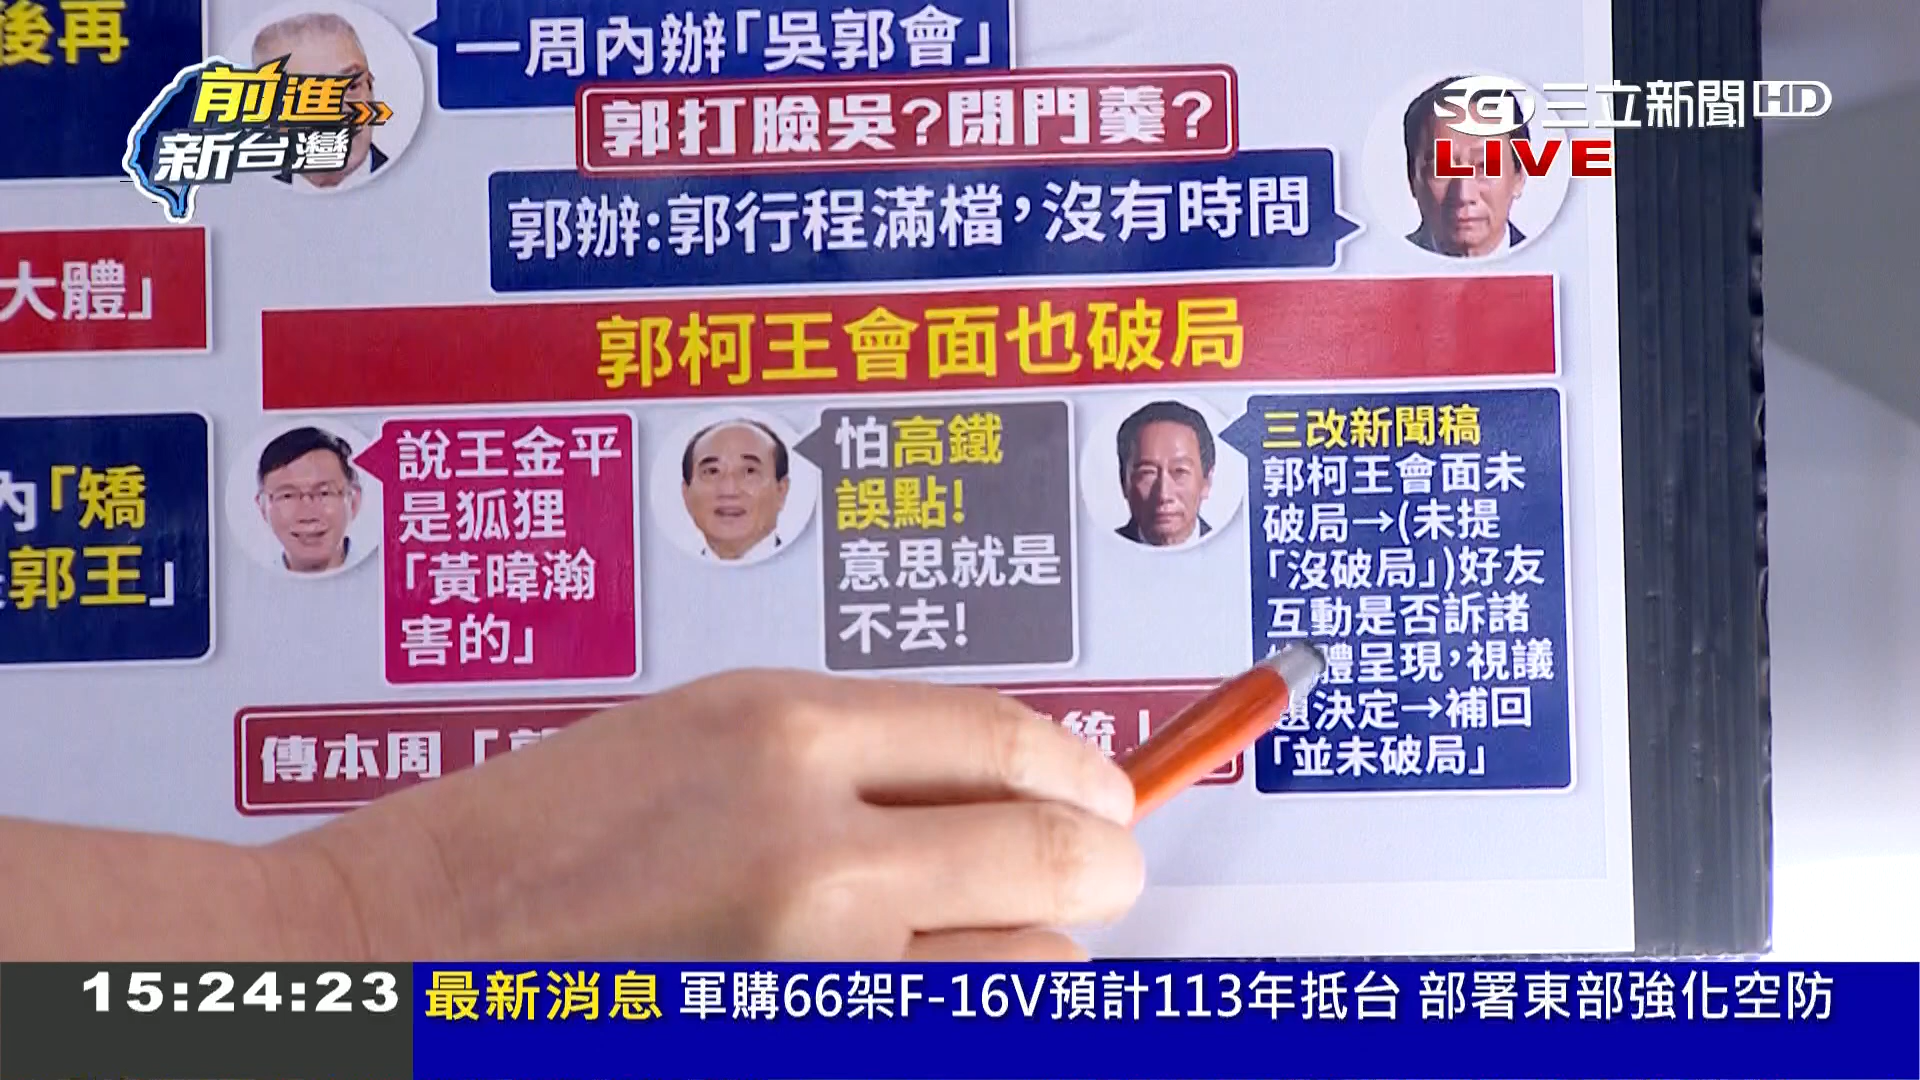 後再
一周內辦「吳郭會」
前進
新台灣
郭打臉吳?閉門羹?
SET三立新聞HD
LIVE
郭辦:郭行程滿檔,沒有時間
大體」
郭柯王會面也破局
內「矯
郭王」
說王金平
是狐狸
「黃暐瀚
害的」
怕高鐵
誤點!
意思就是
不去!
三改新聞稿
郭柯王會面未
破局→(未提
「沒破局」)好友
互動是否訴諸
體呈現,視議
題決定→補回
「並未破局」
傳本周「
統」
15:24:23
最新消息 軍購66架F-16V預計113年抵台 部署東部強化空防